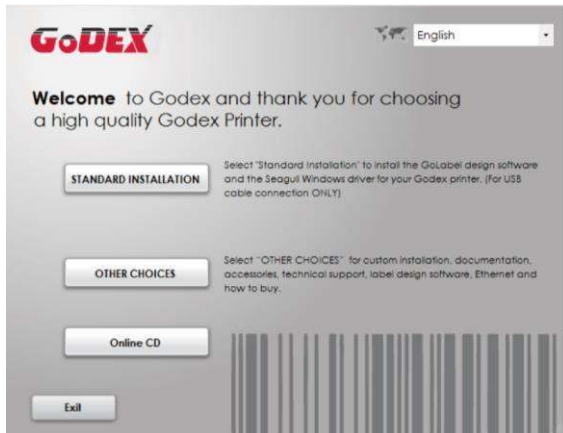 GODEX
English
Welcome to Godex and thank you for choosing
a high quality Godex Printer.
STANDARD INSTALLATION
Select "Standard Installation" to install the GoLabel design software
and the Seagull Windows driver for your Godex printer. (For USB
cable connection ONLY)
OTHER CHOICES
Select "OTHER CHOICES" for custom installation, documentation,
accessories, technical support, label design software, Ethernet and
how to buy.
Online CD
Exit